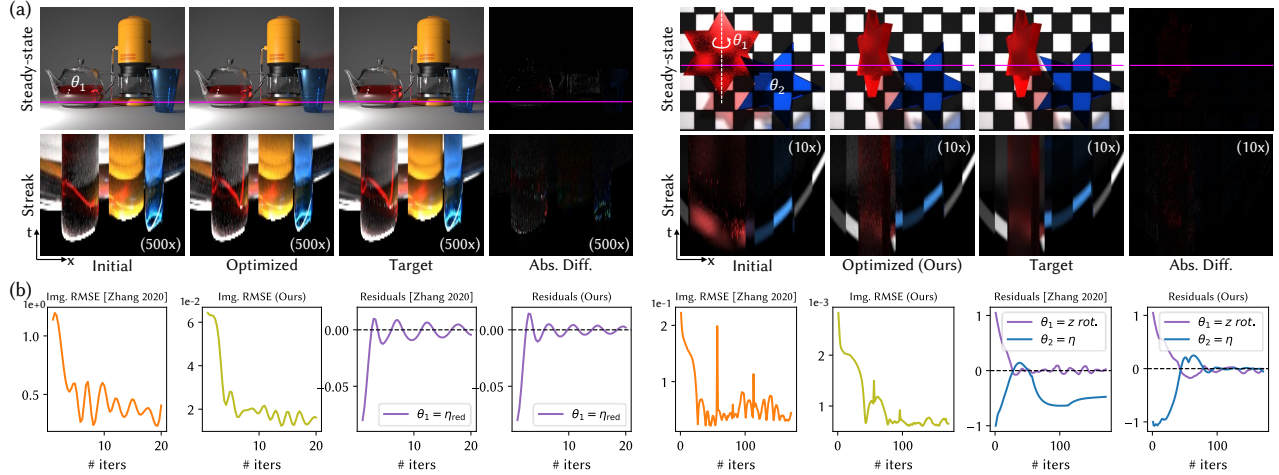 (a)
Steady-state
θ1
θ1
θ2
Streak
t
x
(500x)
(500x)
(500x)
(500x)
Initial
Optimized
Target
Abs. Diff.
Steady-state
Streak
t
x
(10x)
(10x)
(10x)
(10x)
Initial
Optimized (Ours)
Target
Abs. Diff.
(b)
Img. RMSE [Zhang 2020]
1e+0
1.0
0.5
10
20
# iters
Img. RMSE (Ours)
1e-2
6
4
2
10
20
# iters
Residuals [Zhang 2020]
0.00
−0.05
θ1 = ηred
10
20
# iters
Residuals (Ours)
0.00
−0.05
θ1 = ηred
10
20
# iters
Img. RMSE [Zhang 2020]
1e-1
2
1
0
100
# iters
Img. RMSE (Ours)
1e-3
2
1
0
100
# iters
Residuals [Zhang 2020]
1
0
−1
θ1 = z rot.
θ2 = η
0
100
# iters
Residuals (Ours)
1
0
−1
θ1 = z rot.
θ2 = η
0
100
# iters